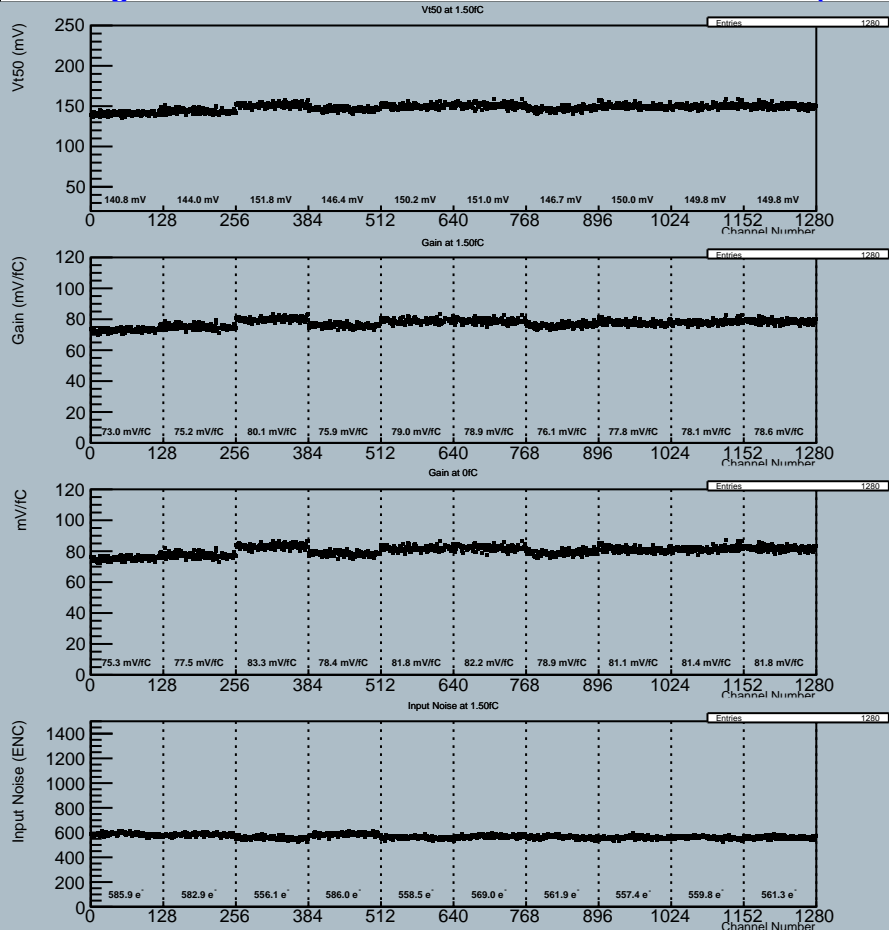 Vt50 at 1.50fC
Entries 1280
Vt50 (mV)
250
200
150
100
50
140.8 mV 144.0 mV 151.8 mV 146.4 mV 150.2 mV 151.0 mV 146.7 mV 150.0 mV 149.8 mV 149.8 mV
0 128 256 384 512 640 768 896 1024 1152 1280
Channel Number
Gain at 1.50fC
Entries 1280
Gain (mV/fC)
120
100
80
60
40
20
0
73.0 mV/fC 75.2 mV/fC 80.1 mV/fC 75.9 mV/fC 79.0 mV/fC 78.9 mV/fC 76.1 mV/fC 77.8 mV/fC 78.1 mV/fC 78.6 mV/fC
0 128 256 384 512 640 768 896 1024 1152 1280
Channel Number
Gain at 0fC
Entries 1280
mV/fC
120
100
80
60
40
20
0
75.3 mV/fC 77.5 mV/fC 83.3 mV/fC 78.4 mV/fC 81.8 mV/fC 82.2 mV/fC 78.9 mV/fC 81.1 mV/fC 81.4 mV/fC 81.8 mV/fC
0 128 256 384 512 640 768 896 1024 1152 1280
Channel Number
Input Noise at 1.50fC
Entries 1280
Input Noise (ENC)
1400
1200
1000
800
600
400
200
0
585.9 e⁻ 582.9 e⁻ 556.1 e⁻ 586.0 e⁻ 558.5 e⁻ 569.0 e⁻ 561.9 e⁻ 557.4 e⁻ 559.8 e⁻ 561.3 e⁻
0 128 256 384 512 640 768 896 1024 1152 1280
Channel Number